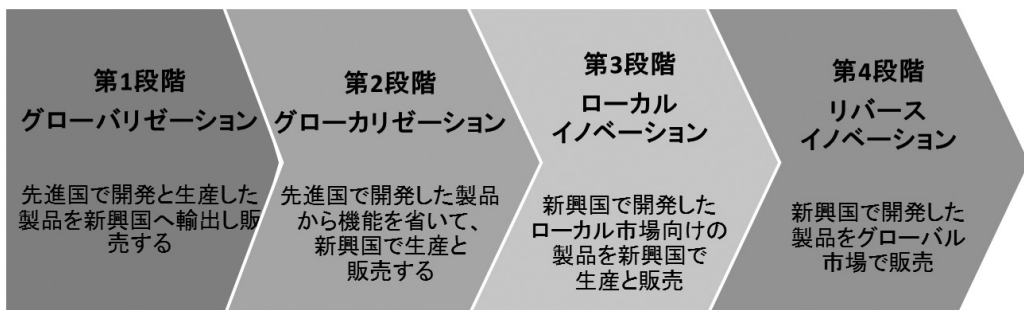 第1段階
グローバリゼーション
先進国で開発と生産した
製品を新興国へ輸出し販
売する
第2段階
グローカリゼーション
先進国で開発した製品
から機能を省いて、
新興国で生産と
販売する
第3段階
ローカル
イノベーション
新興国で開発した
ローカル市場向けの
製品を新興国で
生産と販売
第4段階
リバース
イノベーション
新興国で開発した
製品をグローバル
市場で販売